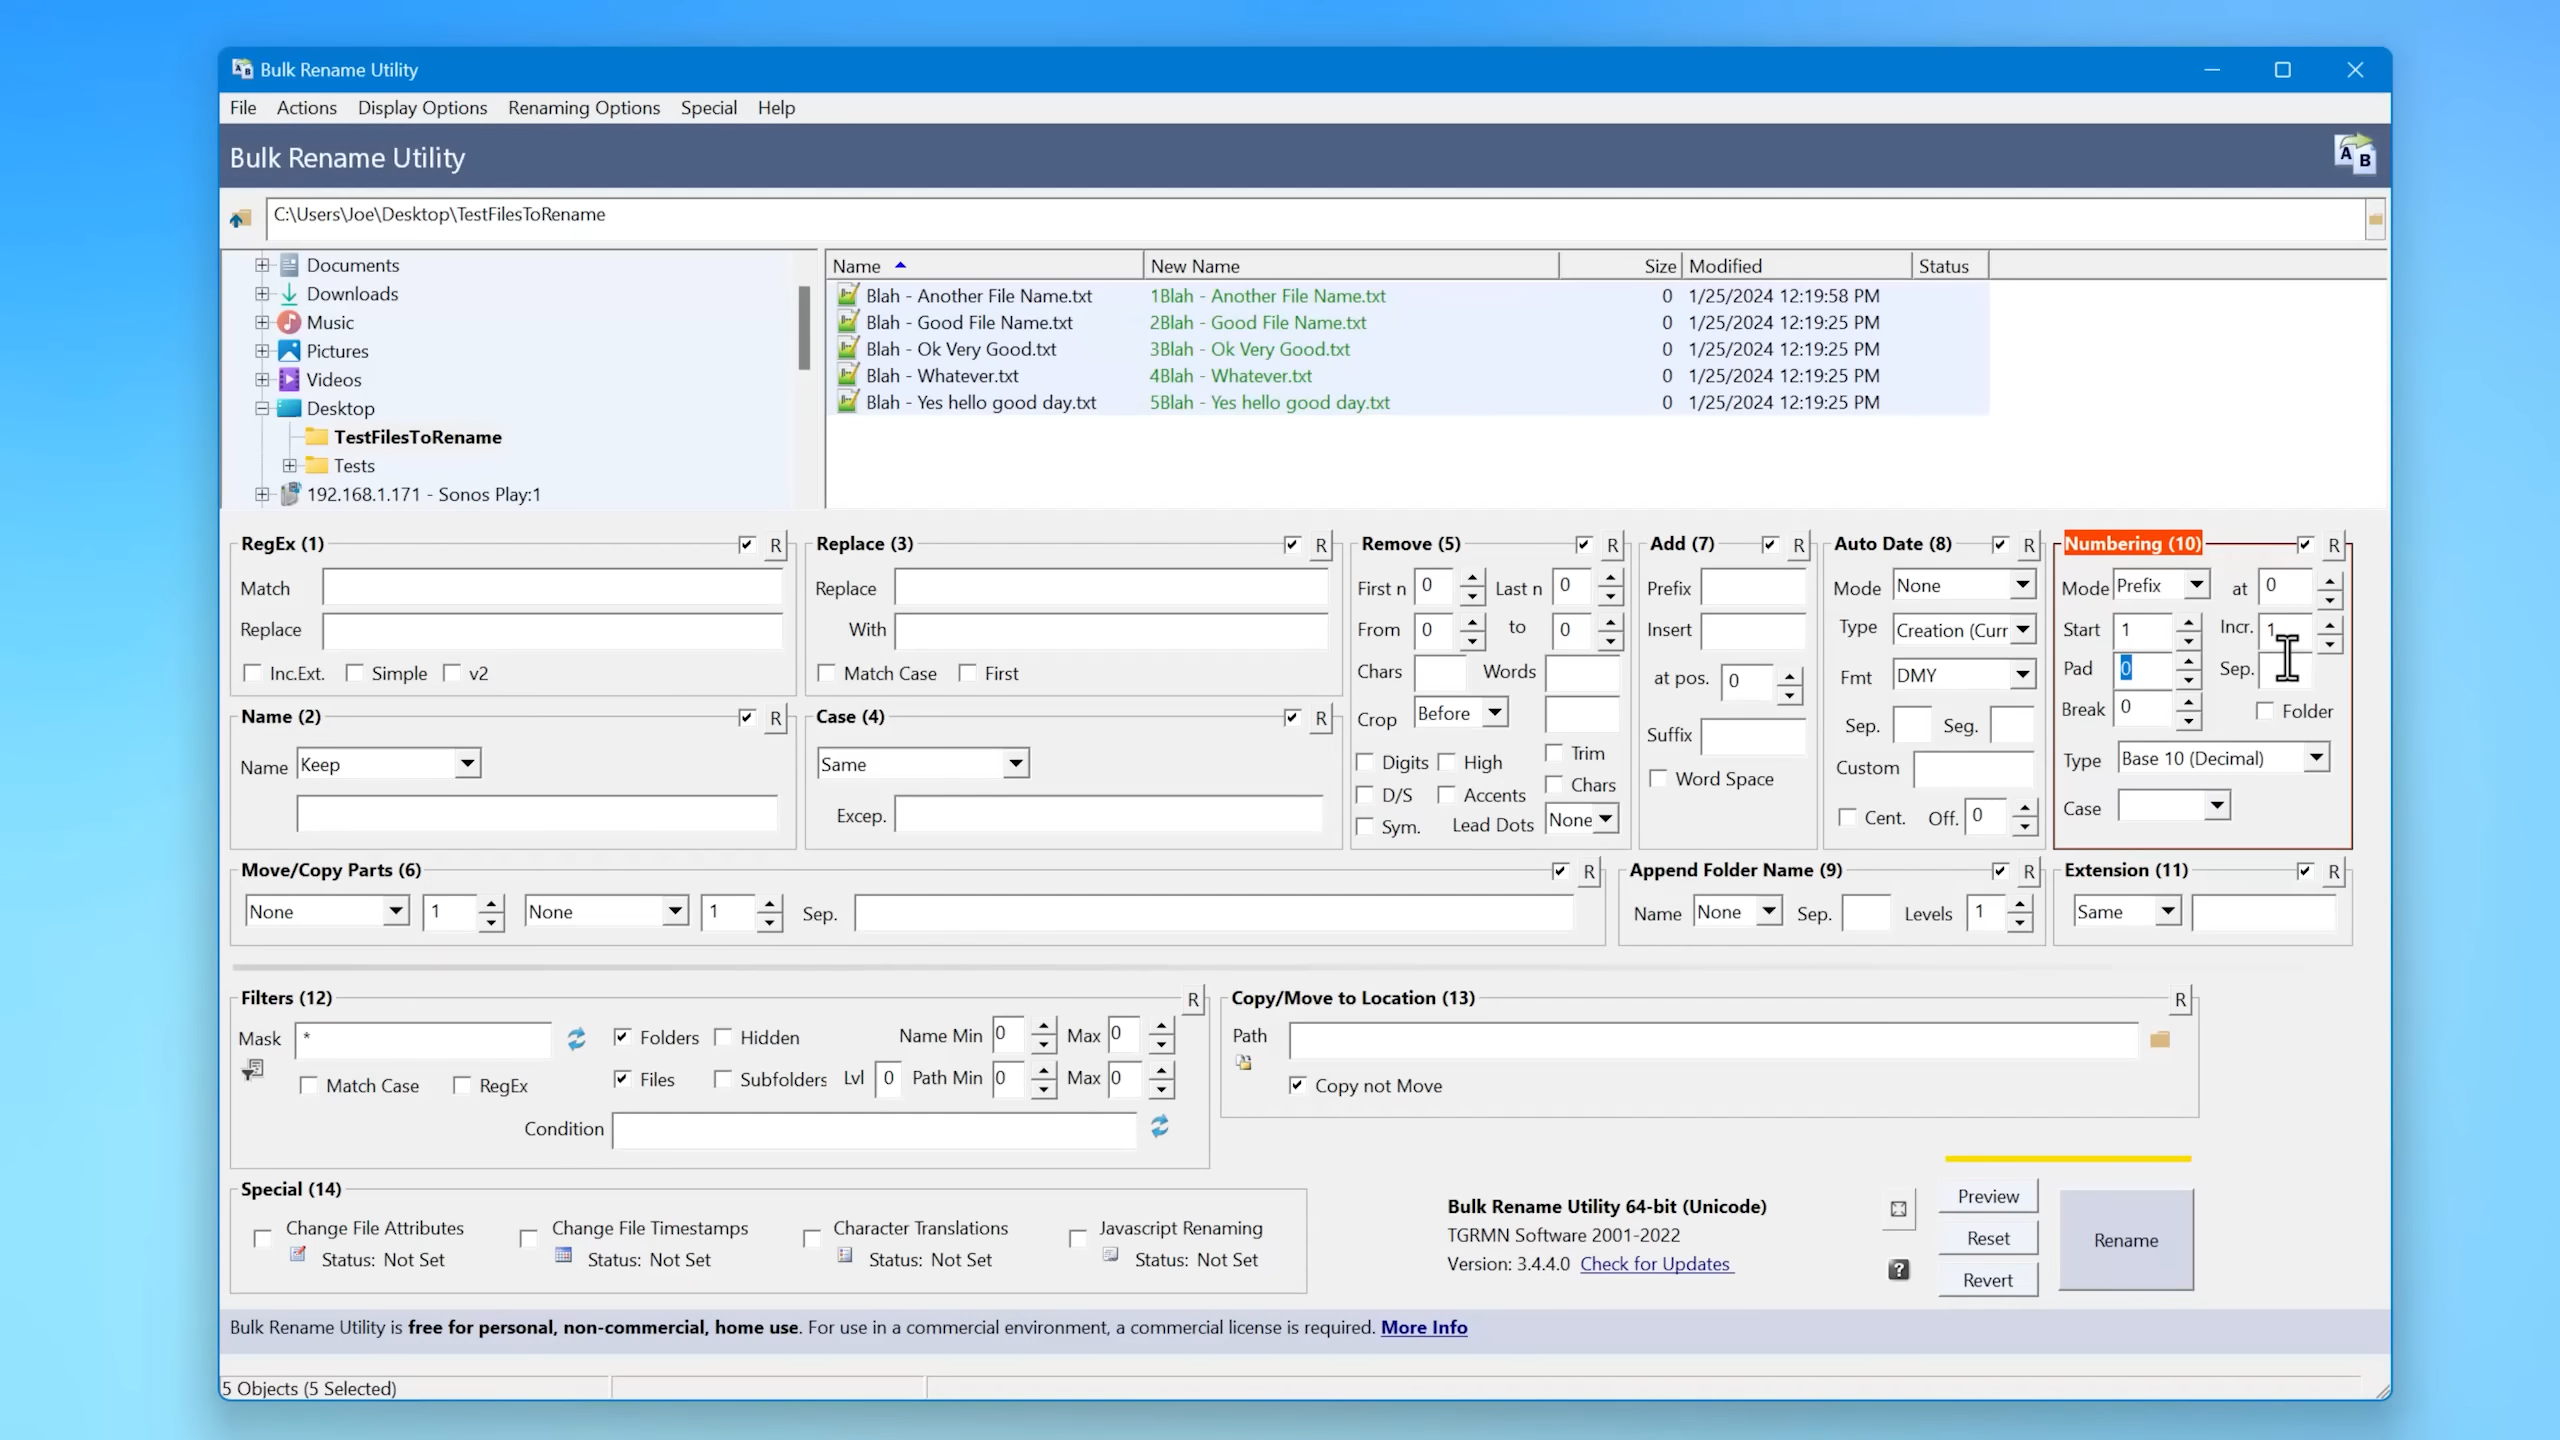 Bulk Rename Utility
File Actions Display Options Renaming Options Special Help
Bulk Rename Utility
A B
C:\Users\Joe\Desktop\TestFilesToRename
Documents
Downloads
Music
Pictures
Videos
Desktop
TestFilesToRename
Tests
192.168.1.171 - Sonos Play:1
Name New Name Size Modified Status
Blah - Another File Name.txt 1Blah - Another File Name.txt 0 1/25/2024 12:19:58 PM
Blah - Good File Name.txt 2Blah - Good File Name.txt 0 1/25/2024 12:19:25 PM
Blah - Ok Very Good.txt 3Blah - Ok Very Good.txt 0 1/25/2024 12:19:25 PM
Blah - Whatever.txt 4Blah - Whatever.txt 0 1/25/2024 12:19:25 PM
Blah - Yes hello good day.txt 5Blah - Yes hello good day.txt 0 1/25/2024 12:19:25 PM
RegEx (1) R
Match
Replace
Inc.Ext. Simple v2
Name (2) R
Name Keep
Replace (3) R
Replace
With
Match Case First
Case (4) R
Same
Excep.
Remove (5) R
First n 0 Last n 0
From 0 to 0
Chars Words
Crop Before
Digits High Trim
D/S Accents Chars
Sym. Lead Dots None
Add (7) R
Prefix
Insert
at pos. 0
Suffix
Word Space
Auto Date (8) R
Mode None
Type Creation (Curr
Fmt DMY
Sep. Seg.
Custom
Cent. Off. 0
Numbering (10) R
Mode Prefix at 0
Start 1 Incr. 1
Pad 0 Sep.
Break 0 Folder
Type Base 10 (Decimal)
Case
Move/Copy Parts (6) R
None 1 None 1 Sep.
Append Folder Name (9) R
Name None Sep. Levels 1
Extension (11) R
Same
Filters (12) R
Mask * Folders Hidden Name Min 0 Max 0
Match Case RegEx Files Subfolders Lvl 0 Path Min 0 Max 0
Condition
Copy/Move to Location (13) R
Path
Copy not Move
Special (14)
Change File Attributes Change File Timestamps Character Translations Javascript Renaming
Status: Not Set Status: Not Set Status: Not Set Status: Not Set
Bulk Rename Utility 64-bit (Unicode)
TGRMN Software 2001-2022
Version: 3.4.4.0 Check for Updates
?
Preview
Reset
Revert
Rename
Bulk Rename Utility is free for personal, non-commercial, home use. For use in a commercial environment, a commercial license is required. More Info
5 Objects (5 Selected)